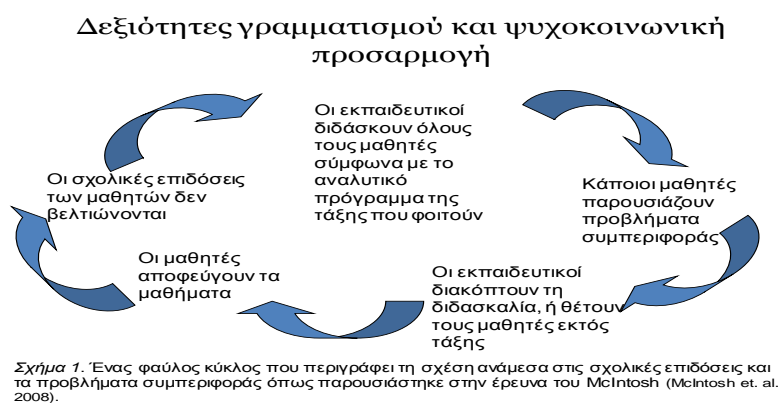 Δεξιότητες γραμματισμού και ψυχοκοινωνική
προσαρμογή
Οι εκπαιδευτικοί
διδάσκουν όλους
τους μαθητές
σύμφωνα με το
αναλυτικό
πρόγραμμα της
τάξης που φοιτούν
Κάποιοι μαθητές
παρουσιάζουν
προβλήματα
συμπεριφοράς
Οι εκπαιδευτικοί
διακόπτουν τη
διδασκαλία, ή θέτουν
τους μαθητές εκτός
τάξης
Οι μαθητές
αποφεύγουν τα
μαθήματα
Οι σχολικές επιδόσεις
των μαθητών δεν
βελτιώνονται
Σχήμα 1. Ένας φαύλος κύκλος που περιγράφει τη σχέση ανάμεσα στις σχολικές επιδόσεις και
τα προβλήματα συμπεριφοράς όπως παρουσιάστηκε στην έρευνα του McIntosh (McIntosh et. al.
2008).